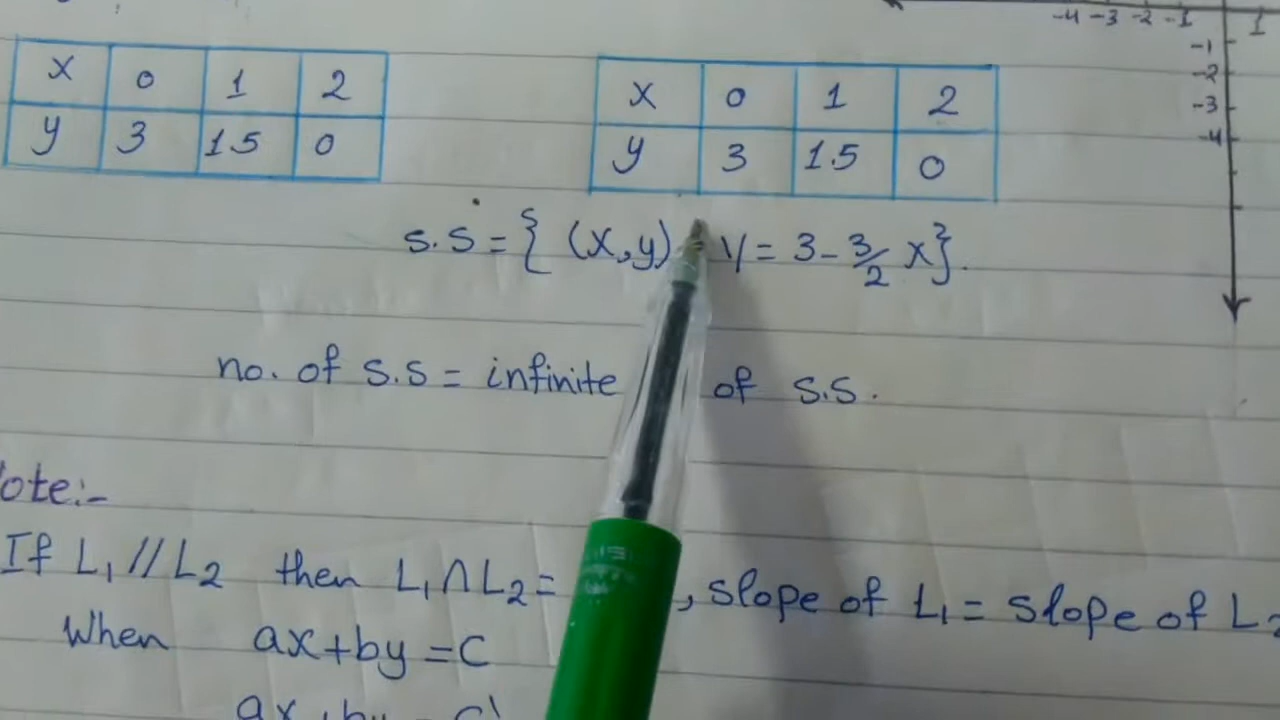 -4 -3 -2 -1 1
-1
-2
-3
-4
x 0 1 2
y 3 1.5 0
x 0 1 2
y 3 1.5 0
S.S = { (x,y) y = 3 - 3/2 x}.
no. of S.S = infinite of S.S.
ote:-
If L₁ // L₂ then L₁ ∩ L₂ = , slope of L₁ = slope of L₂
When ax+by = c